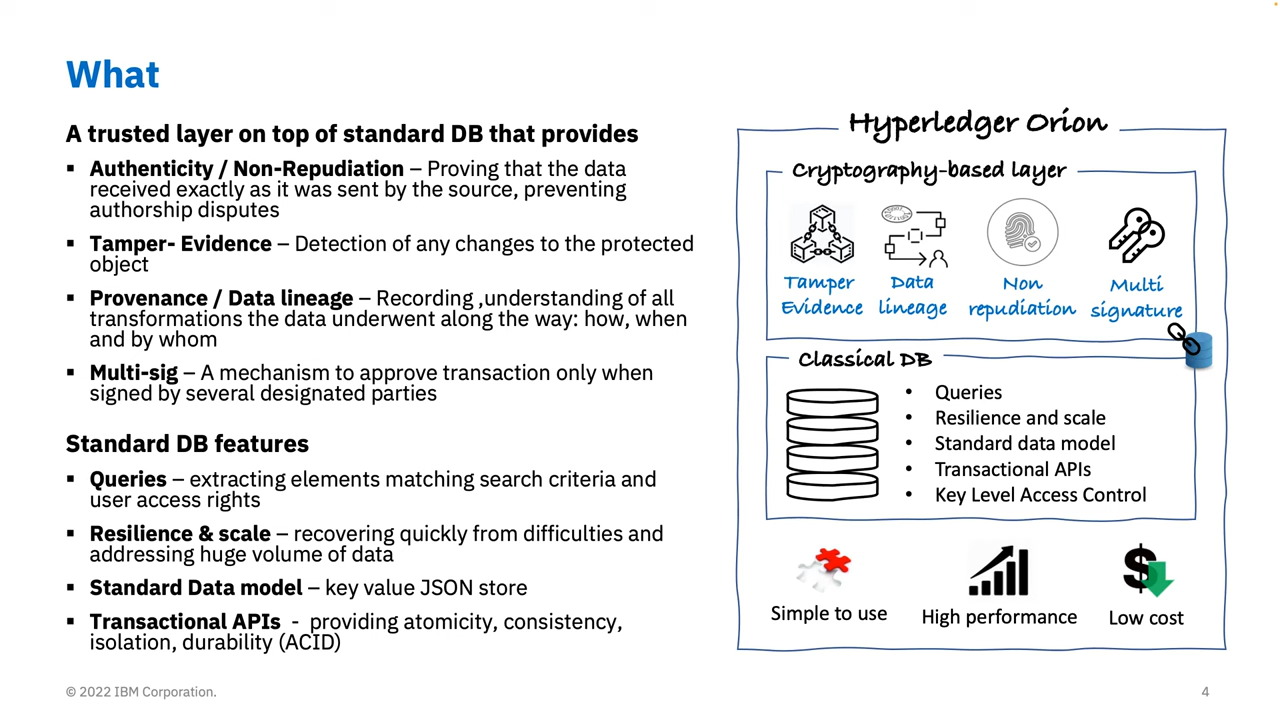 What
A trusted layer on top of standard DB that provides
▪ Authenticity / Non-Repudiation – Proving that the data
received exactly as it was sent by the source, preventing
authorship disputes
▪ Tamper- Evidence – Detection of any changes to the protected
object
▪ Provenance / Data lineage – Recording ,understanding of all
transformations the data underwent along the way: how, when
and by whom
▪ Multi-sig – A mechanism to approve transaction only when
signed by several designated parties
Standard DB features
▪ Queries – extracting elements matching search criteria and
user access rights
▪ Resilience & scale – recovering quickly from difficulties and
addressing huge volume of data
▪ Standard Data model – key value JSON store
▪ Transactional APIs - providing atomicity, consistency,
isolation, durability (ACID)
Hyperledger Orion
Cryptography-based layer
Tamper
Evidence
Data
lineage
Non
repudiation
Multi
signature
Classical DB
• Queries
• Resilience and scale
• Standard data model
• Transactional APIs
• Key Level Access Control
Simple to use
High performance
Low cost
© 2022 IBM Corporation.
4